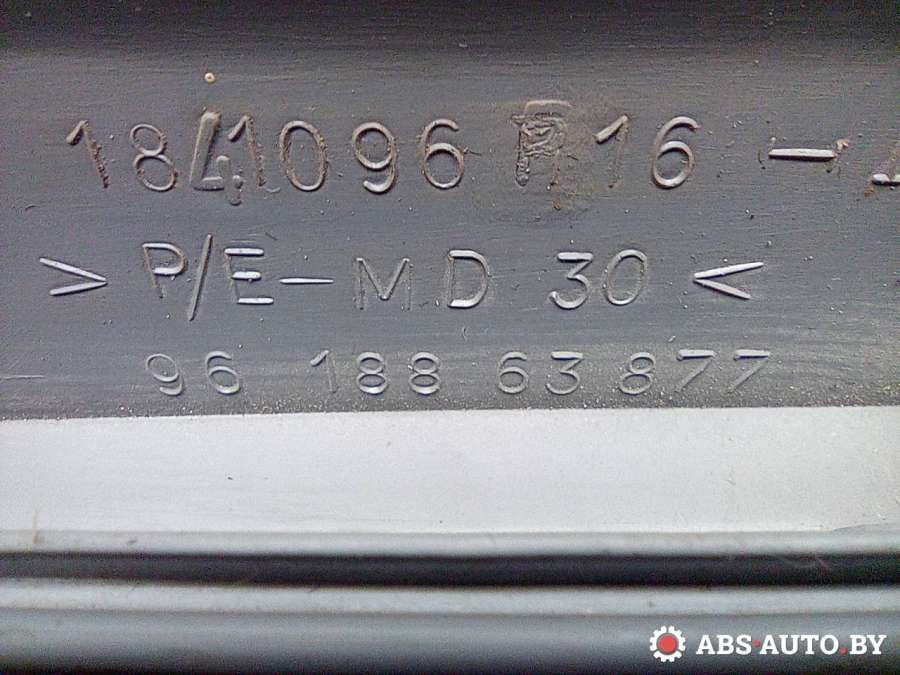 1841096 R 16 -
> P/E-MD 30 <
96 188 63 877
ABS-AUTO.BY